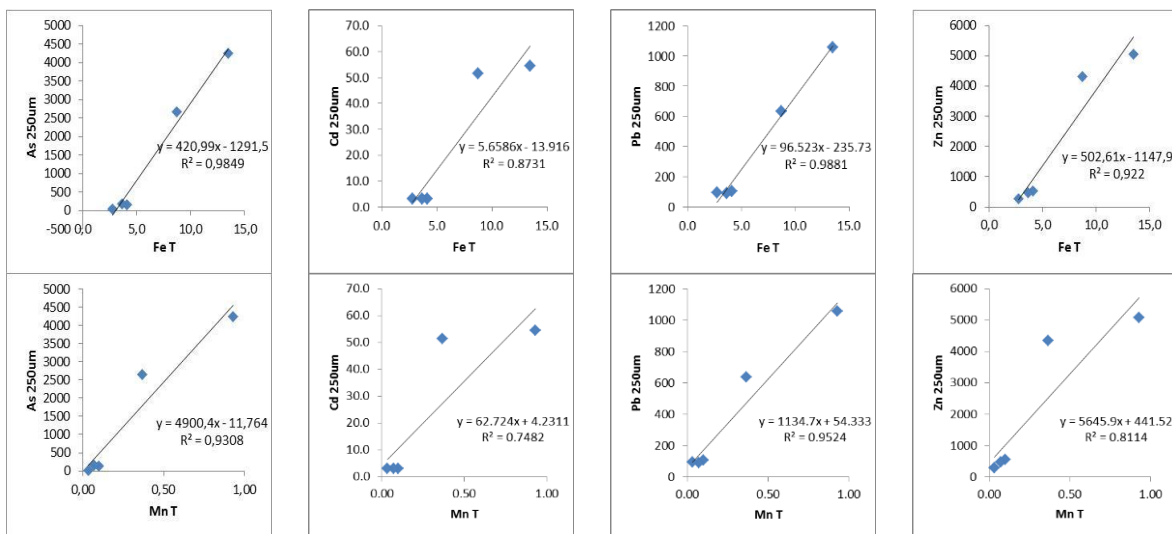 As 250um
5000
4500
4000
3500
3000
2500
2000
1500
1000
500
0
-500
y = 420,99x - 1291,5
R² = 0,9849
0,0 5,0 10,0 15,0
Fe T
Cd 250um
70.0
60.0
50.0
40.0
30.0
20.0
10.0
0.0
y = 5.6586x - 13.916
R² = 0.8731
0.0 5.0 10.0 15.0
Fe T
Pb 250um
1200
1000
800
600
400
200
0
y = 96.523x - 235.73
R² = 0.9881
0.0 5.0 10.0 15.0
Fe T
Zn 250um
6000
5000
4000
3000
2000
1000
0
y = 502,61x - 1147,9
R² = 0,922
0,0 5,0 10,0 15,0
Fe T
As 250um
5000
4500
4000
3500
3000
2500
2000
1500
1000
500
0
y = 4900,4x - 11,764
R² = 0,9308
0,00 0,50 1,00
Mn T
Cd 250um
70.0
60.0
50.0
40.0
30.0
20.0
10.0
0.0
y = 62.724x + 4.2311
R² = 0.7482
0.00 0.50 1.00
Mn T
Pb 250um
1200
1000
800
600
400
200
0
y = 1134.7x + 54.333
R² = 0.9524
0.00 0.50 1.00
Mn T
Zn 250um
6000
5000
4000
3000
2000
1000
0
y = 5645.9x + 441.52
R² = 0.8114
0.00 0.50 1.00
Mn T